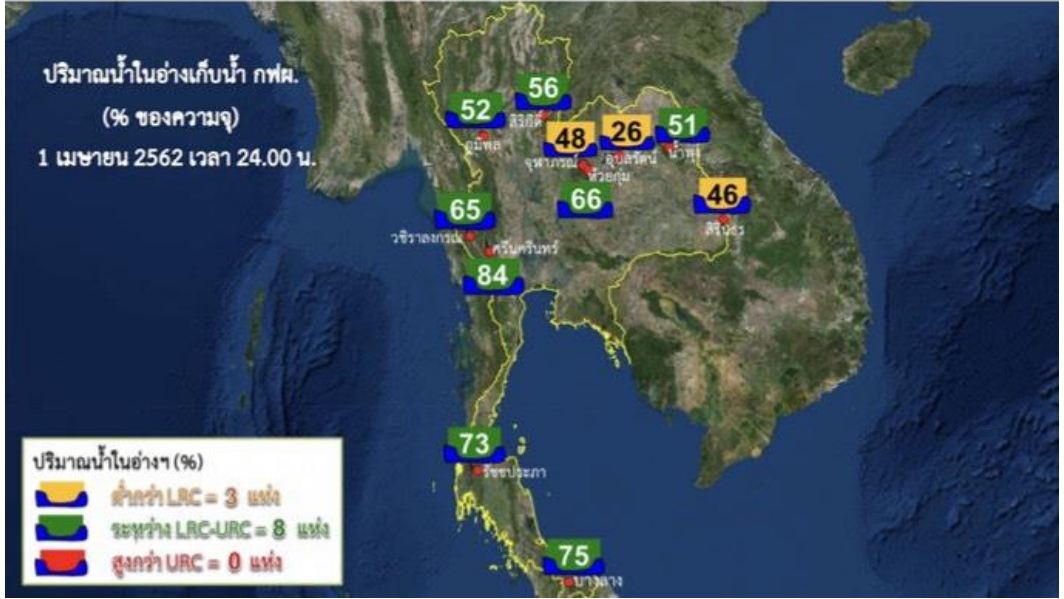 ปริมาณน้ำในอ่างเก็บน้ำ กฟผ.
(% ของความจุ)
1 เมษายน 2562 เวลา 24.00 น.
56
สิริกิติ์
52
ภูมิพล
48
จุฬาภรณ์
26
อุบลรัตน์
51
น้ำพุง
ห้วยกุ่ม
66
46
สิรินธร
65
วชิราลงกรณ
ศรีนครินทร์
84
73
รัชชประภา
75
บางลาง
ปริมาณน้ำในอ่างฯ (%)
ต่ำกว่า LRC = 3 แห่ง
ระหว่าง LRC-URC = 8 แห่ง
สูงกว่า URC = 0 แห่ง